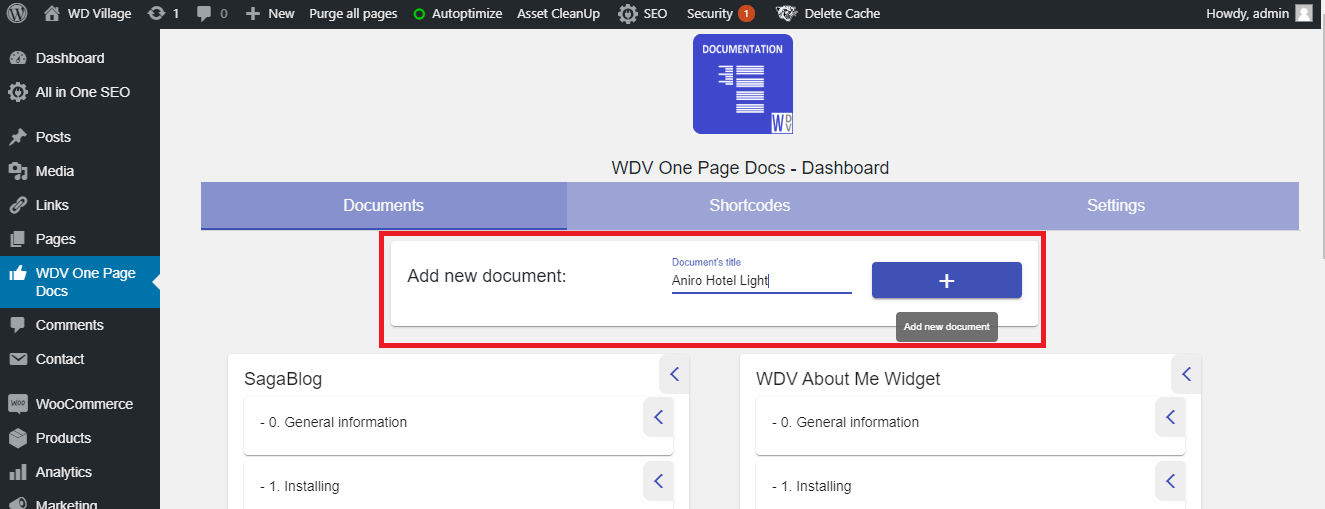 WD Village 1 0 New Purge all pages Autoptimize Asset CleanUp SEO Security 1 Delete Cache Howdy, admin
Dashboard
All in One SEO
Posts
Media
Links
Pages
WDV One Page
Docs
Comments
Contact
WOO WooCommerce
Products
Analytics
Marketing
DOCUMENTATION
W D
V
WDV One Page Docs - Dashboard
Documents Shortcodes Settings
Add new document:
Document's title
Aniro Hotel Light
+
Add new document
SagaBlog
- 0. General information
- 1. Installing
WDV About Me Widget
- 0. General information
- 1. Installing